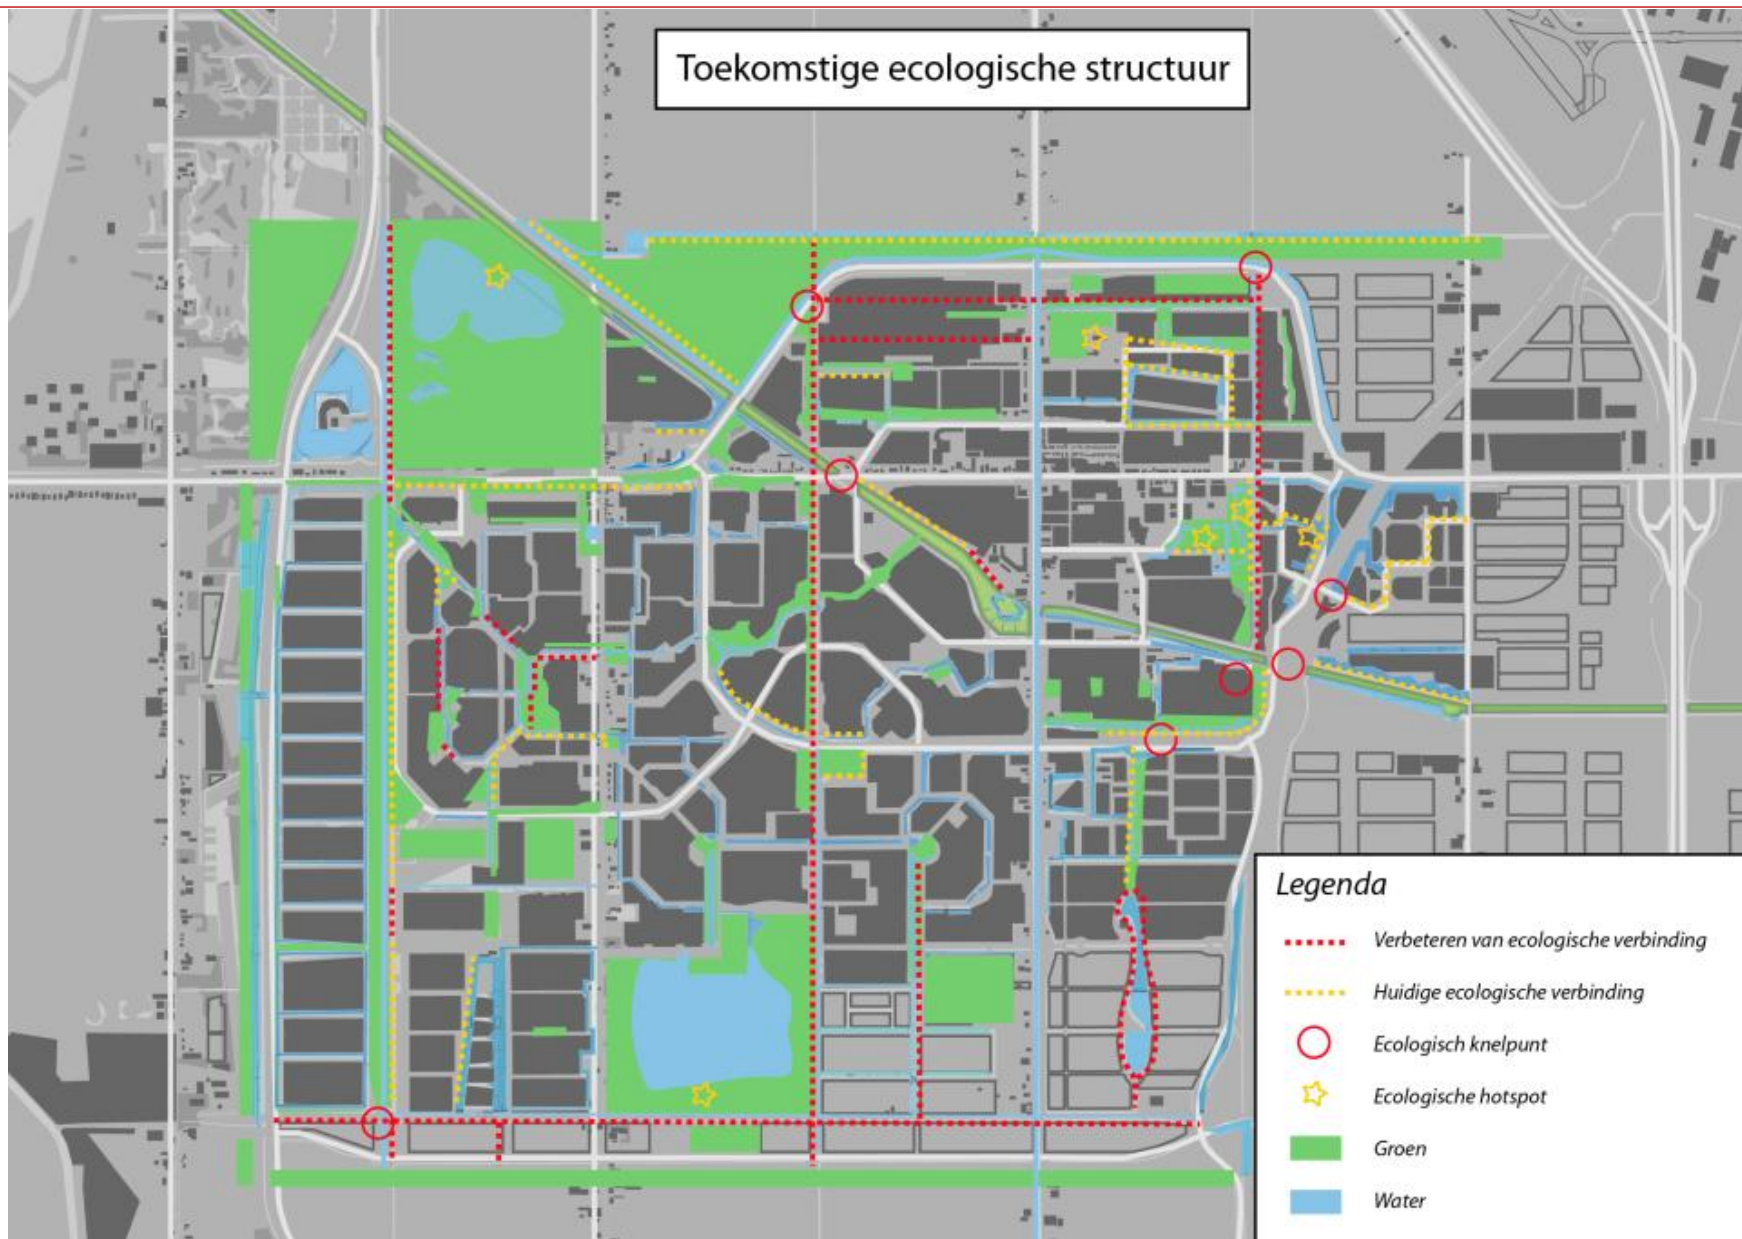 Toekomstige ecologische structuur
Legenda
Verbeteren van ecologische verbinding
Huidige ecologische verbinding
Ecologisch knelpunt
Ecologische hotspot
Groen
Water